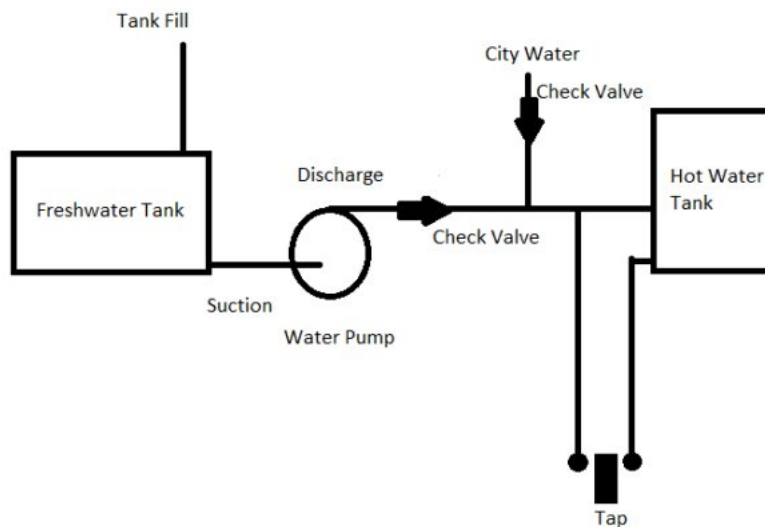 Tank Fill
City Water
Check Valve
Hot Water
Tank
Discharge
Freshwater Tank
Check Valve
Suction
Water Pump
Tap